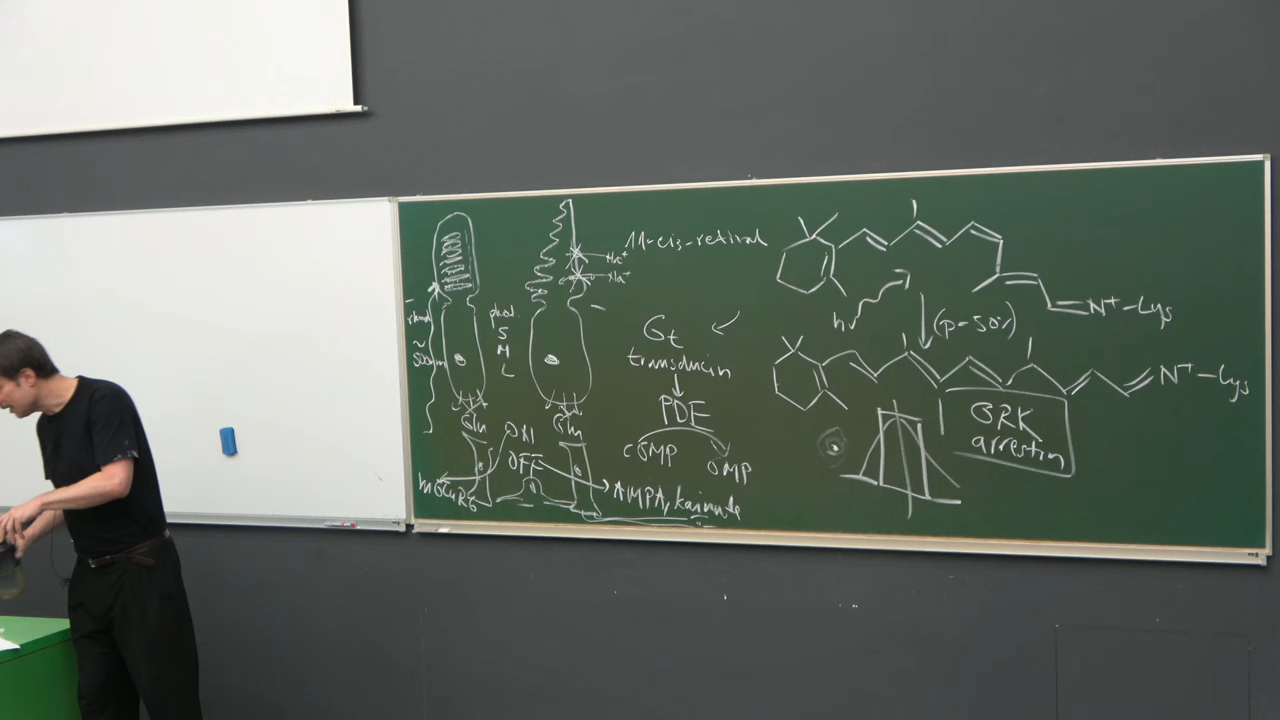 11-cis-retinal
Na⁺
Na⁺
N⁺-Lys
hν
(p=50%)
phot.
S
M
L
Gt
transducin
N⁺-Lys
PDE
GRK
arrestin
Glu
Glu
ON
OFF
cGMP
GMP
mGluR6
AMPA, kainate